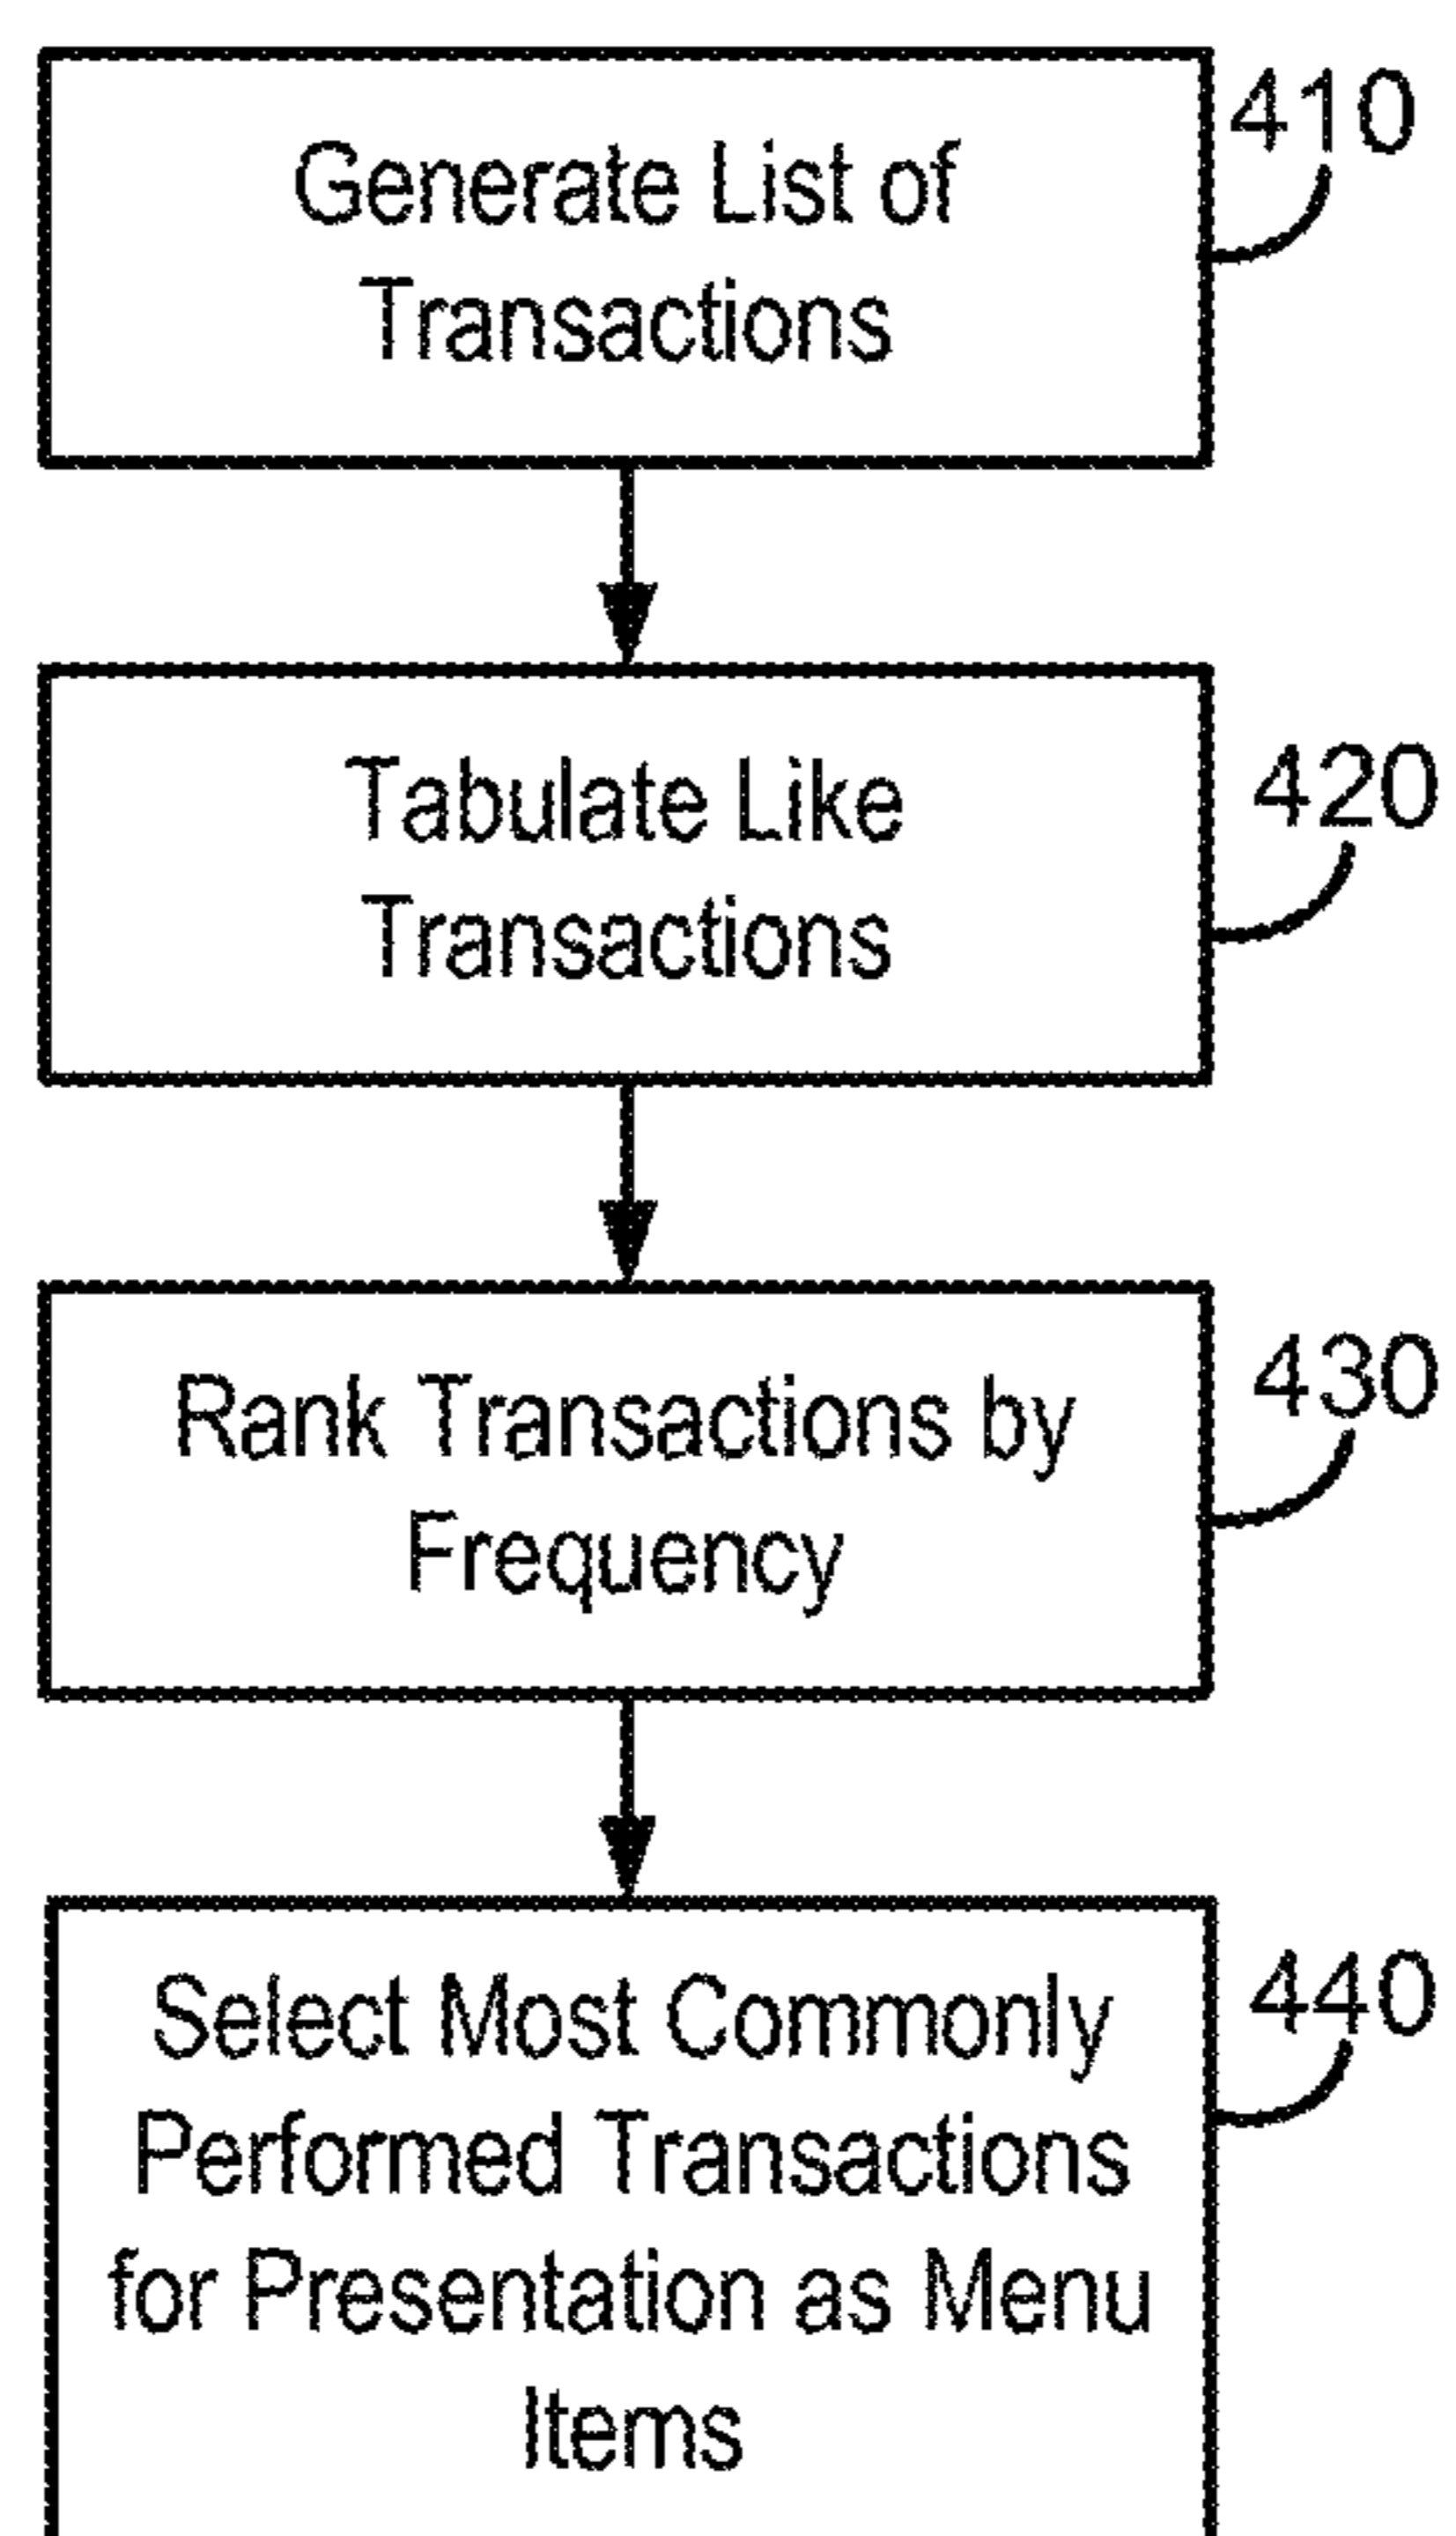 Generate List of
Transactions
410
Tabulate Like
Transactions
420
Rank Transactions by
Frequency
430
Select Most Commonly
Performed Transactions
for Presentation as Menu
Items
440